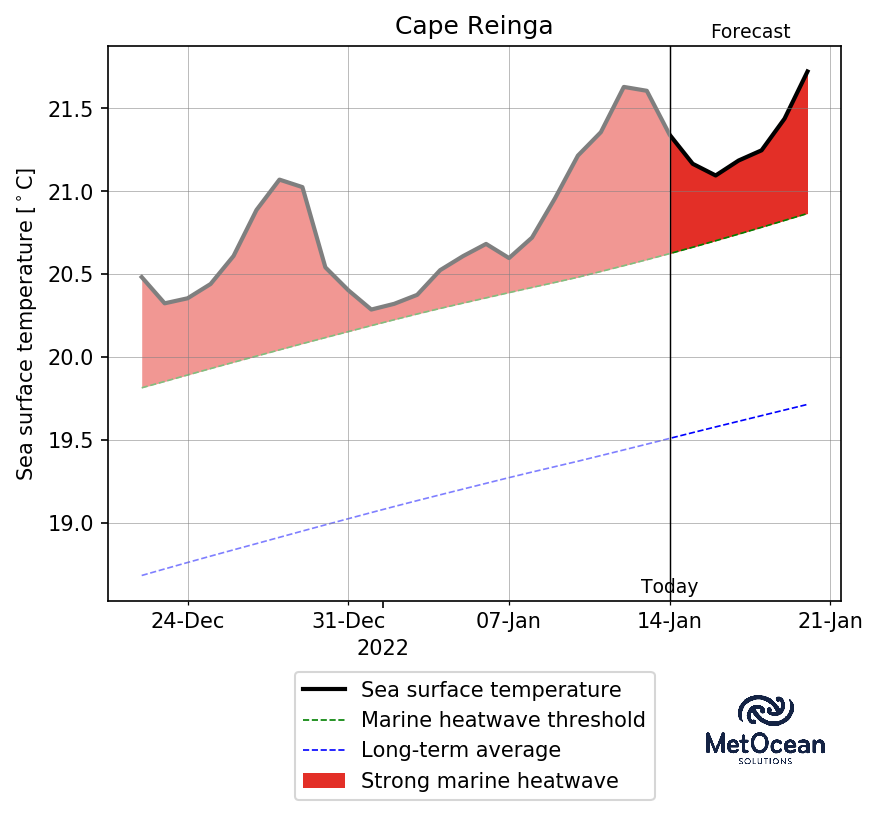 Cape Reinga
Forecast
Sea surface temperature [°C]
21.5
21.0
20.5
20.0
19.5
19.0
Today
24-Dec 31-Dec 07-Jan 14-Jan 21-Jan
2022
Sea surface temperature
Marine heatwave threshold
Long-term average
Strong marine heatwave
MetOcean
SOLUTIONS